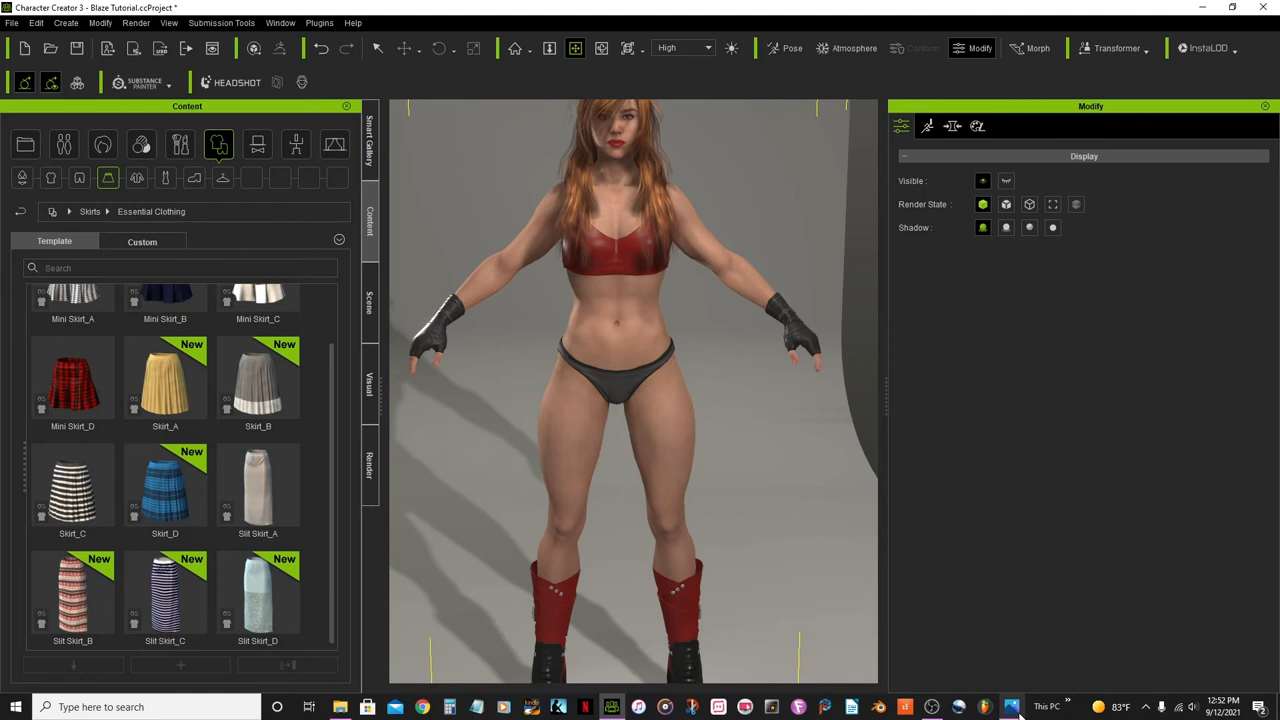 Character Creator 3 - Blaze Tutorial.ccProject *
File Edit Create Modify Render View Submission Tools Window Plugins Help
High Pose Atmosphere Conform Modify Morph Transformer InstaLOD
SUBSTANCE PAINTER HEADSHOT
Content
Modify
Smart Gallery
Content
Scene
Visual
Render
Skirts Essential Clothing
Template Custom
Search
Mini Skirt_A Mini Skirt_B Mini Skirt_C
New New
Mini Skirt_D Skirt_A Skirt_B
New
Skirt_C Skirt_D Slit Skirt_A
New New New
Slit Skirt_B Slit Skirt_C Slit Skirt_D
Display
Visible :
Render State :
Shadow :
Type here to search
This PC
83°F
12:52 PM
9/12/2021